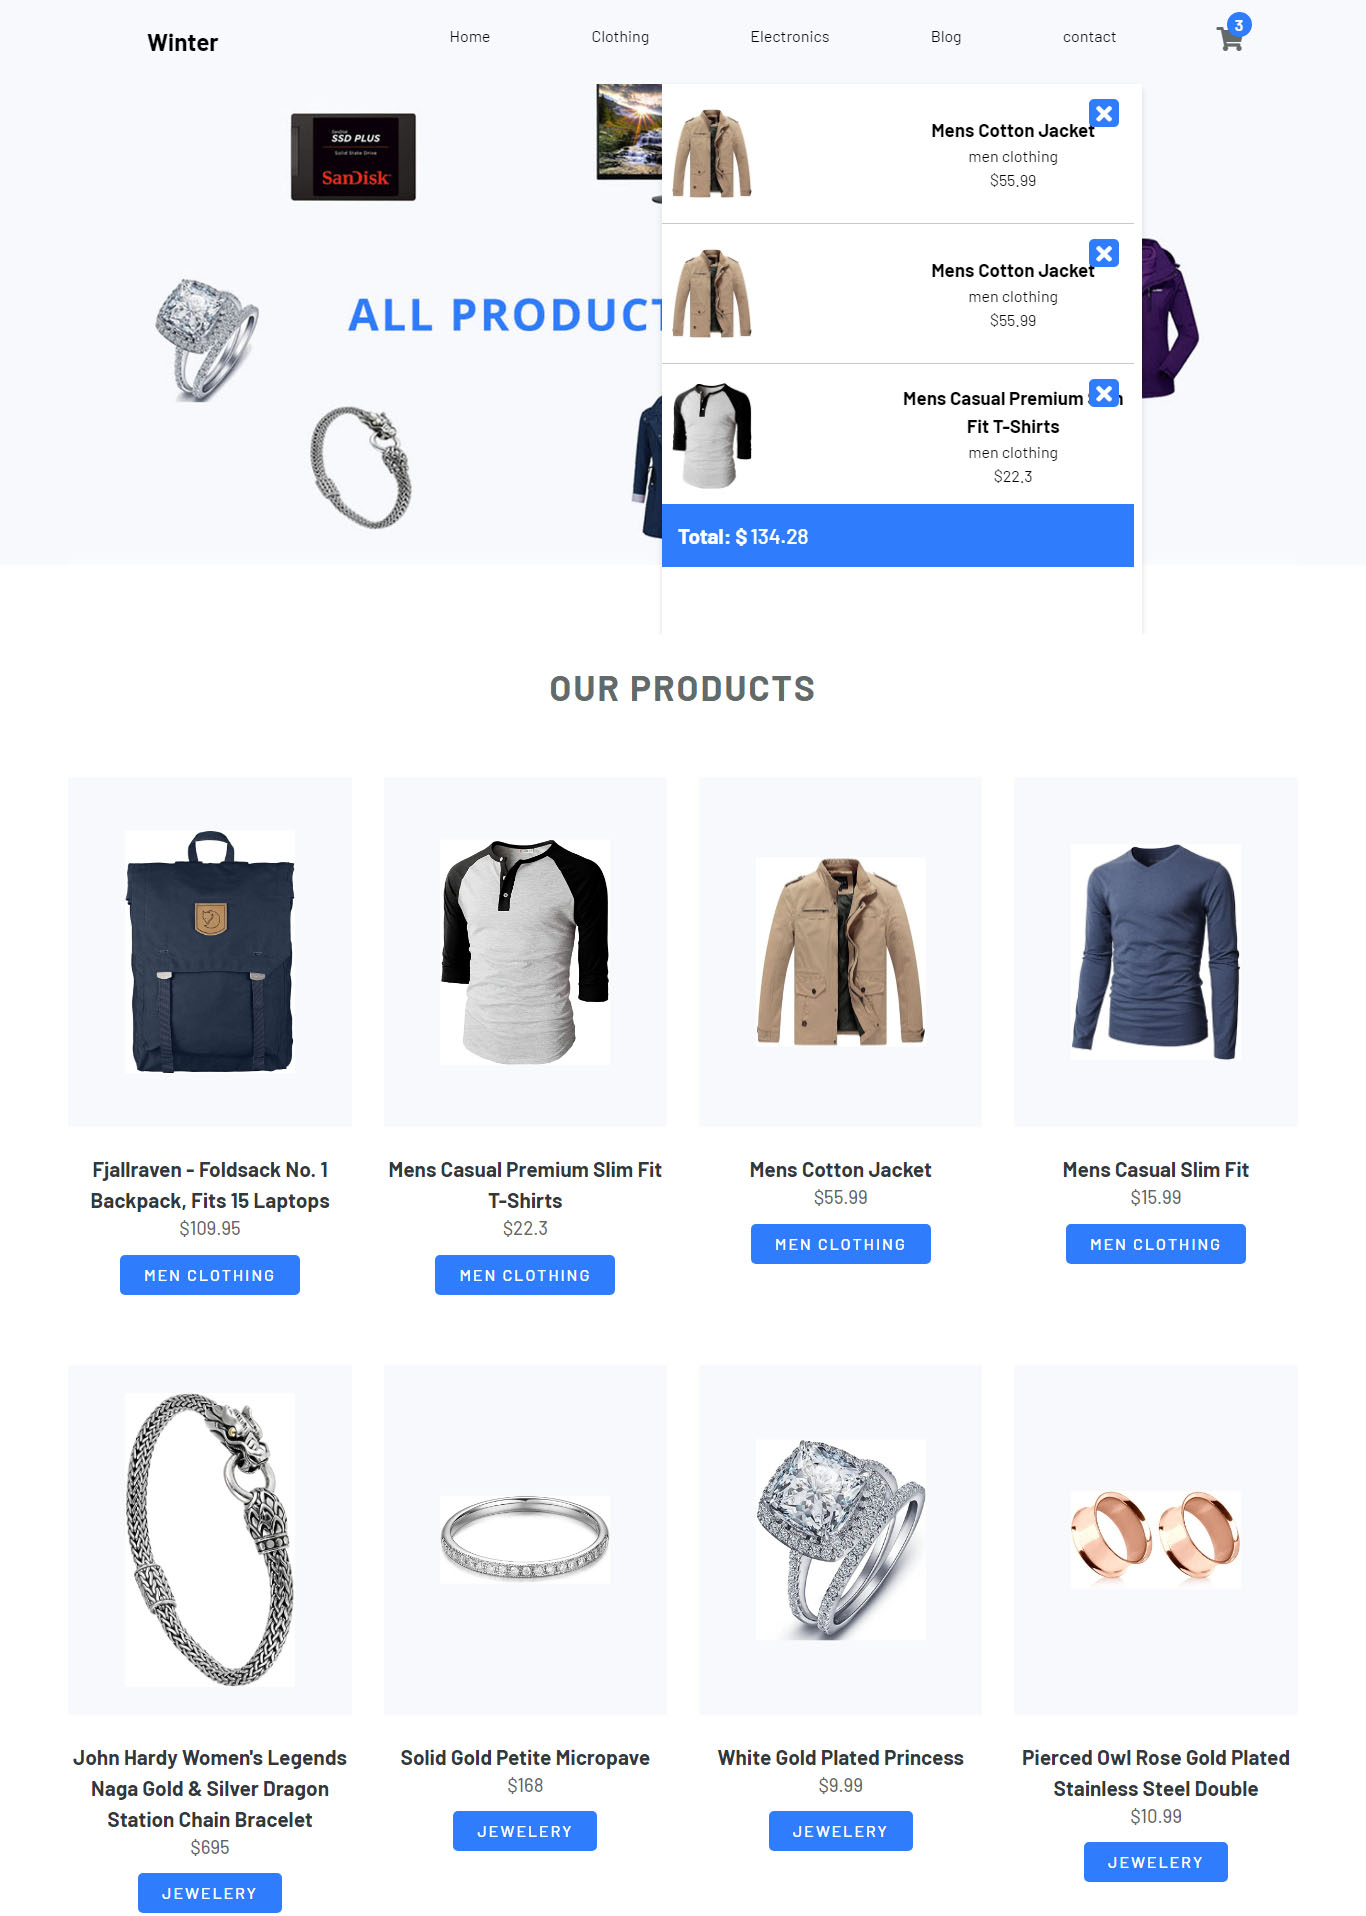 Winter
Home
Clothing
Electronics
Blog
contact
3
SanDisk
SSD PLUS
Solid State Drive
SanDisk
ALL PRODUCT
Mens Cotton Jacket
men clothing
$55.99
Mens Cotton Jacket
men clothing
$55.99
Mens Casual Premium
Fit T-Shirts
men clothing
$22.3
Total: $ 134.28
OUR PRODUCTS
Fjallraven - Foldsack No. 1
Backpack, Fits 15 Laptops
$109.95
MEN CLOTHING
Mens Casual Premium Slim Fit
T-Shirts
$22.3
MEN CLOTHING
Mens Cotton Jacket
$55.99
MEN CLOTHING
Mens Casual Slim Fit
$15.99
MEN CLOTHING
John Hardy Women's Legends
Naga Gold & Silver Dragon
Station Chain Bracelet
$695
JEWELERY
Solid Gold Petite Micropave
$168
JEWELERY
White Gold Plated Princess
$9.99
JEWELERY
Pierced Owl Rose Gold Plated
Stainless Steel Double
$10.99
JEWELERY